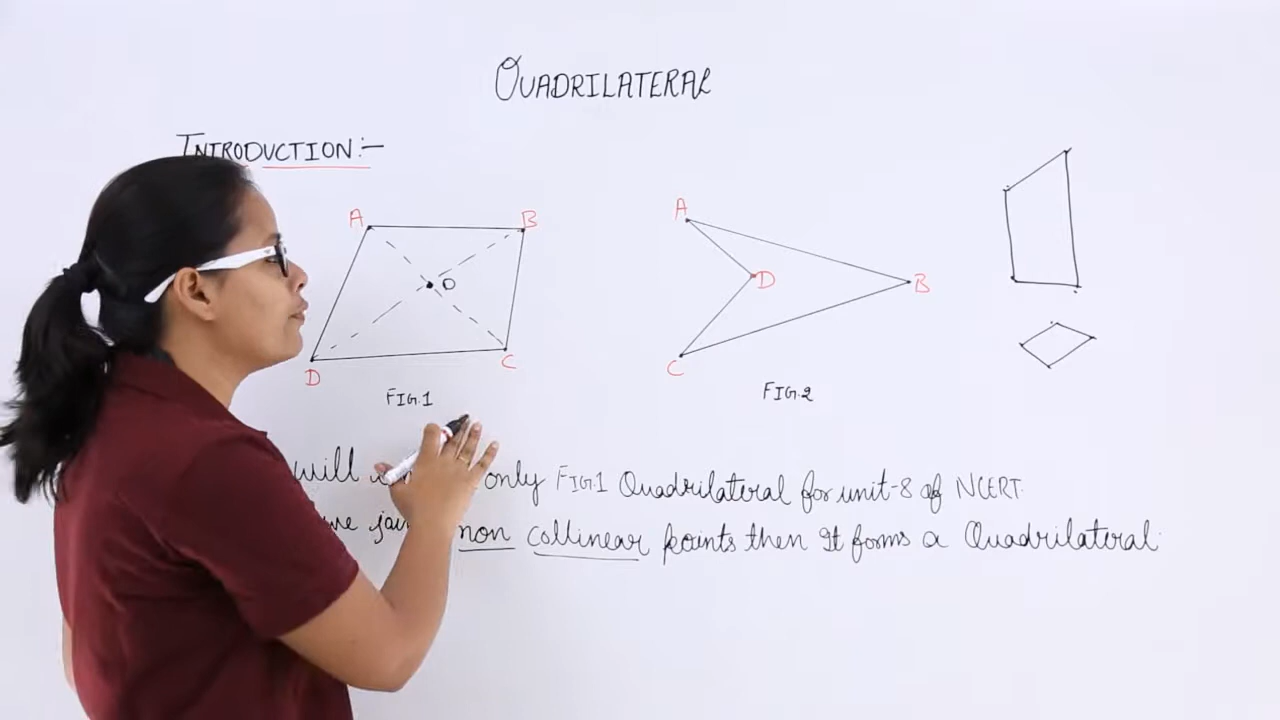 QUADRILATERAL
INTRODUCTION:-
A B
O
D C
FIG.1
A
D B
C
FIG.2
will only FIG.1 Quadrilateral for unit-8 of NCERT.
we non collinear points then It forms a Quadrilateral.